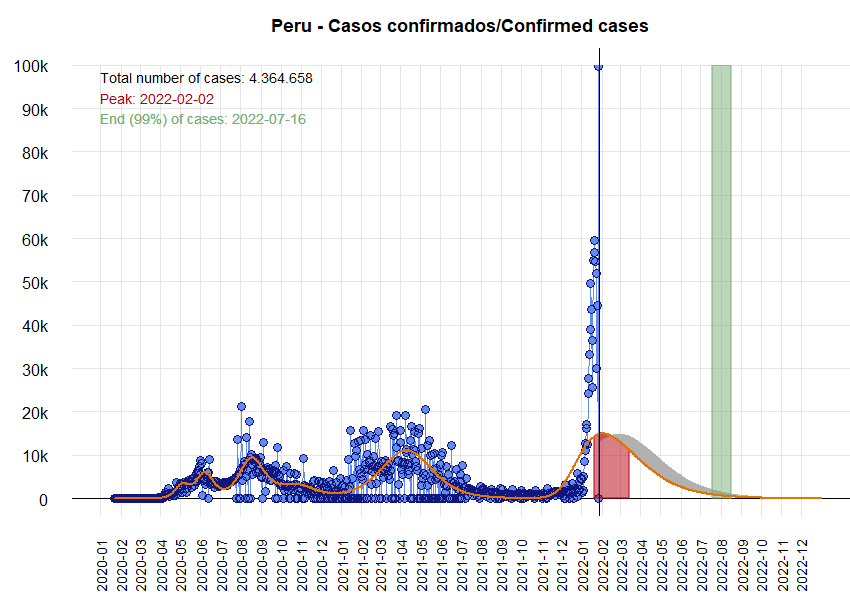 Peru - Casos confirmados/Confirmed cases
Total number of cases: 4.364.658
Peak: 2022-02-02
End (99%) of cases: 2022-07-16
100k
90k
80k
70k
60k
50k
40k
30k
20k
10k
0
2020-01
2020-02
2020-03
2020-04
2020-05
2020-06
2020-07
2020-08
2020-09
2020-10
2020-11
2020-12
2021-01
2021-02
2021-03
2021-04
2021-05
2021-06
2021-07
2021-08
2021-09
2021-10
2021-11
2021-12
2022-01
2022-02
2022-03
2022-04
2022-05
2022-06
2022-07
2022-08
2022-09
2022-10
2022-11
2022-12